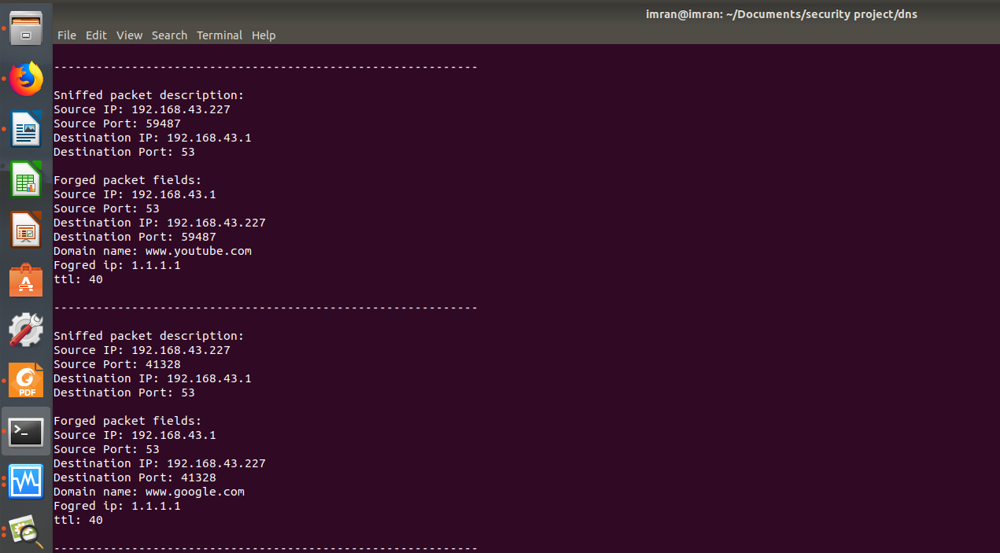 imran@imran: ~/Documents/security project/dns
File Edit View Search Terminal Help
------------------------------------------------------------
Sniffed packet description:
Source IP: 192.168.43.227
Source Port: 59487
Destination IP: 192.168.43.1
Destination Port: 53
Forged packet fields:
Source IP: 192.168.43.1
Source Port: 53
Destination IP: 192.168.43.227
Destination Port: 59487
Domain name: www.youtube.com
Fogred ip: 1.1.1.1
ttl: 40
------------------------------------------------------------
Sniffed packet description:
Source IP: 192.168.43.227
Source Port: 41328
Destination IP: 192.168.43.1
Destination Port: 53
Forged packet fields:
Source IP: 192.168.43.1
Source Port: 53
Destination IP: 192.168.43.227
Destination Port: 41328
Domain name: www.google.com
Fogred ip: 1.1.1.1
ttl: 40
------------------------------------------------------------
PDF